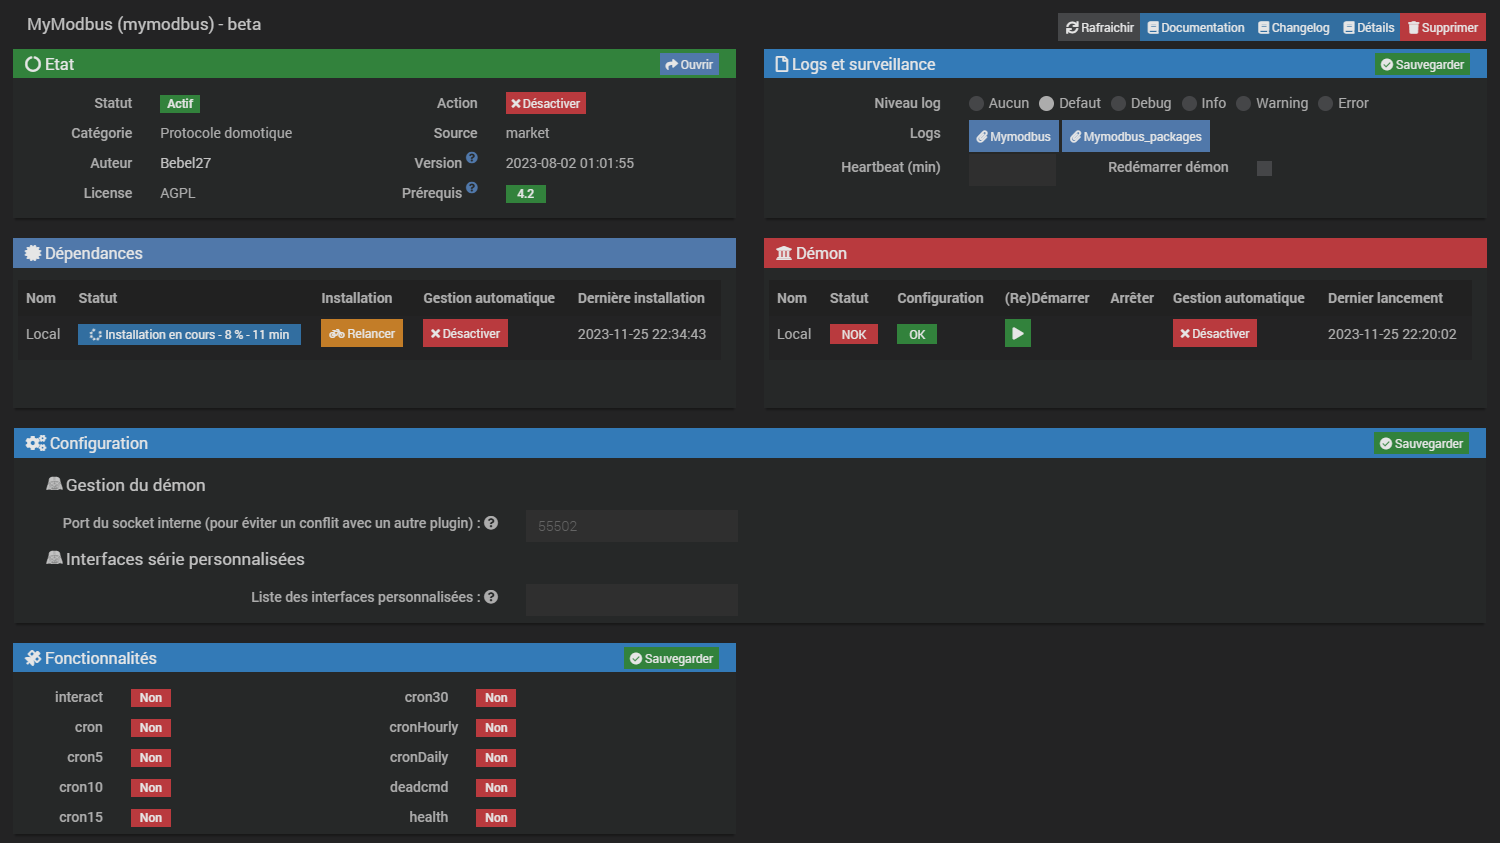 MyModbus (mymodbus) - beta
Rafraichir Documentation Changelog Détails Supprimer
Etat Ouvrir
Statut Actif Action Désactiver
Catégorie Protocole domotique Source market
Auteur Bebel27 Version 2023-08-02 01:01:55
License AGPL Prérequis 4.2
Logs et surveillance Sauvegarder
Niveau log Aucun Defaut Debug Info Warning Error
Logs Mymodbus Mymodbus_packages
Heartbeat (min) Redémarrer démon
Dépendances
Nom Statut Installation Gestion automatique Dernière installation
Local Installation en cours - 8 % - 11 min Relancer Désactiver 2023-11-25 22:34:43
Démon
Nom Statut Configuration (Re)Démarrer Arrêter Gestion automatique Dernier lancement
Local NOK OK Désactiver 2023-11-25 22:20:02
Configuration Sauvegarder
Gestion du démon
Port du socket interne (pour éviter un conflit avec un autre plugin) : 55502
Interfaces série personnalisées
Liste des interfaces personnalisées :
Fonctionnalités Sauvegarder
interact Non cron30 Non
cron Non cronHourly Non
cron5 Non cronDaily Non
cron10 Non deadcmd Non
cron15 Non health Non